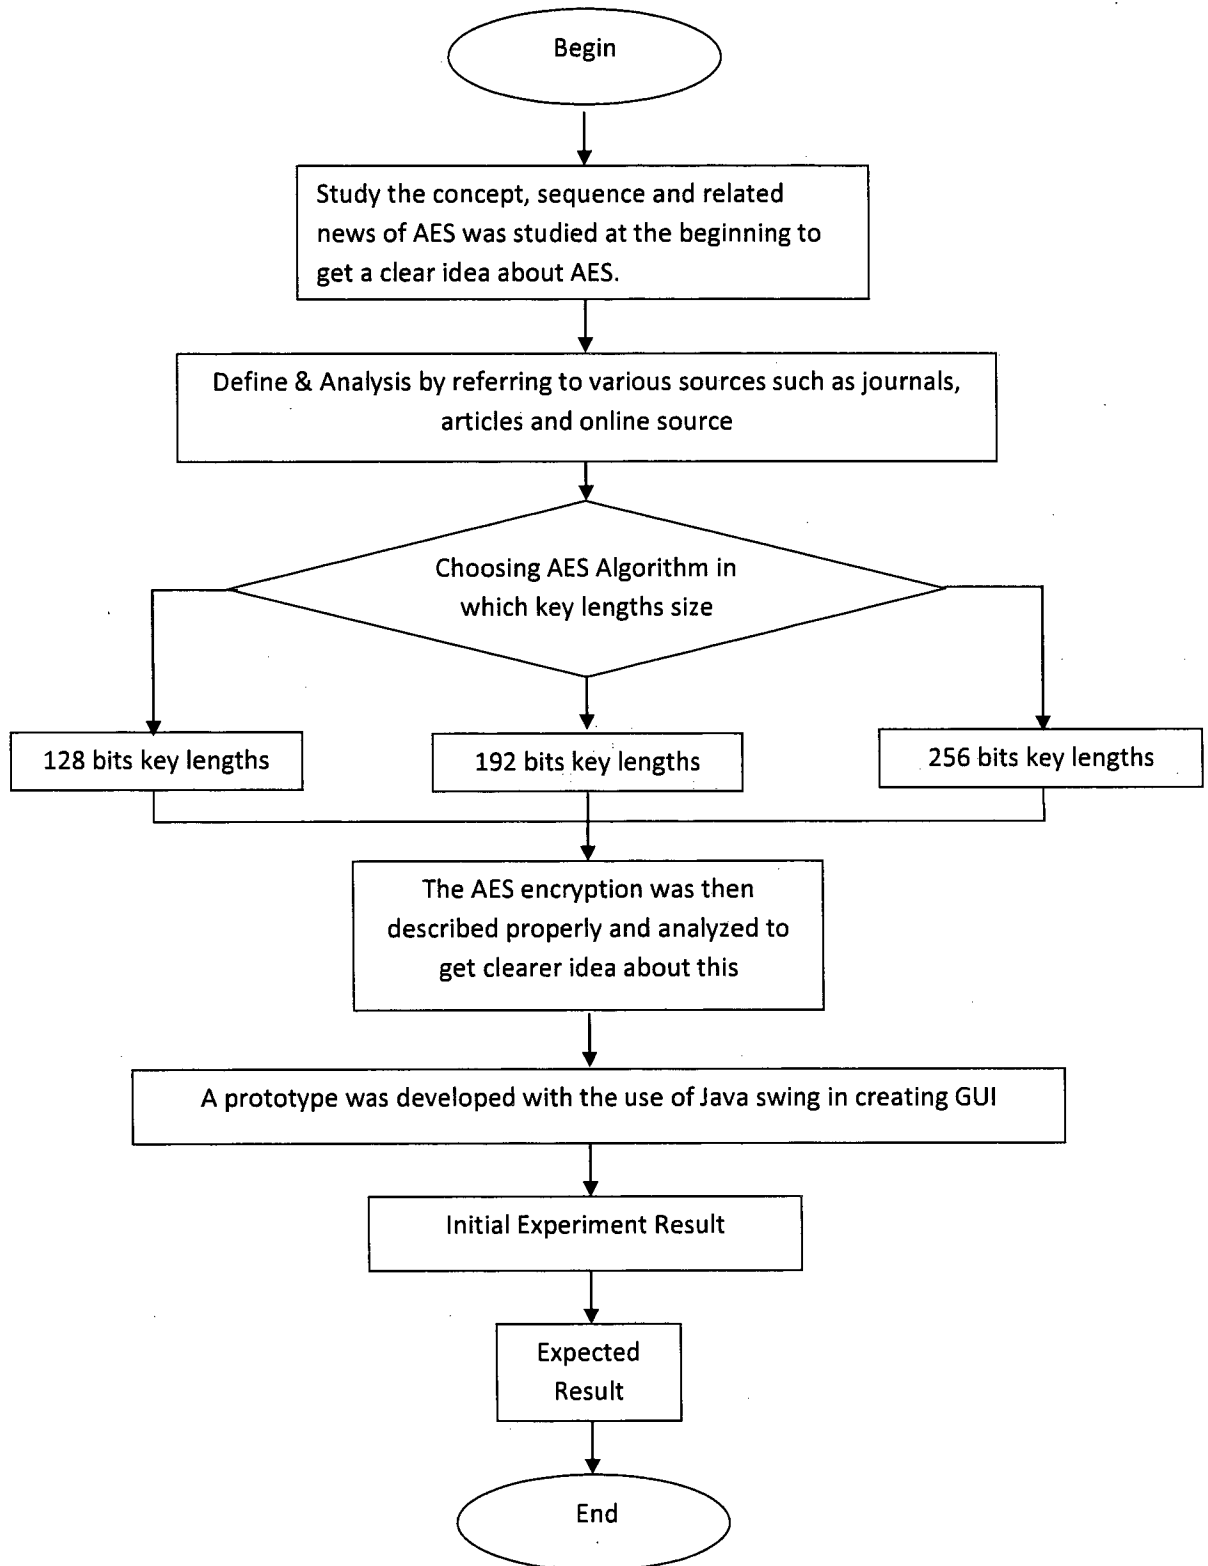 Begin
Study the concept, sequence and related
news of AES was studied at the beginning to
get a clear idea about AES.
Define & Analysis by referring to various sources such as journals,
articles and online source
Choosing AES Algorithm in
which key lengths size
128 bits key lengths
192 bits key lengths
256 bits key lengths
The AES encryption was then
described properly and analyzed to
get clearer idea about this
A prototype was developed with the use of Java swing in creating GUI
Initial Experiment Result
Expected
Result
End